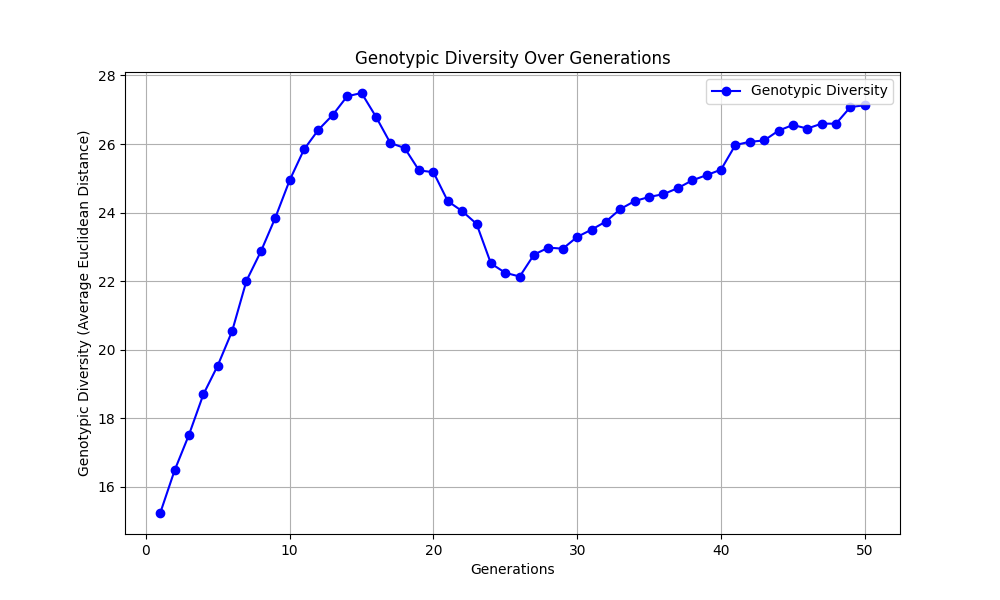 Genotypic Diversity Over Generations
Genotypic Diversity
Genotypic Diversity (Average Euclidean Distance)
28
26
24
22
20
18
16
0 10 20 30 40 50
Generations